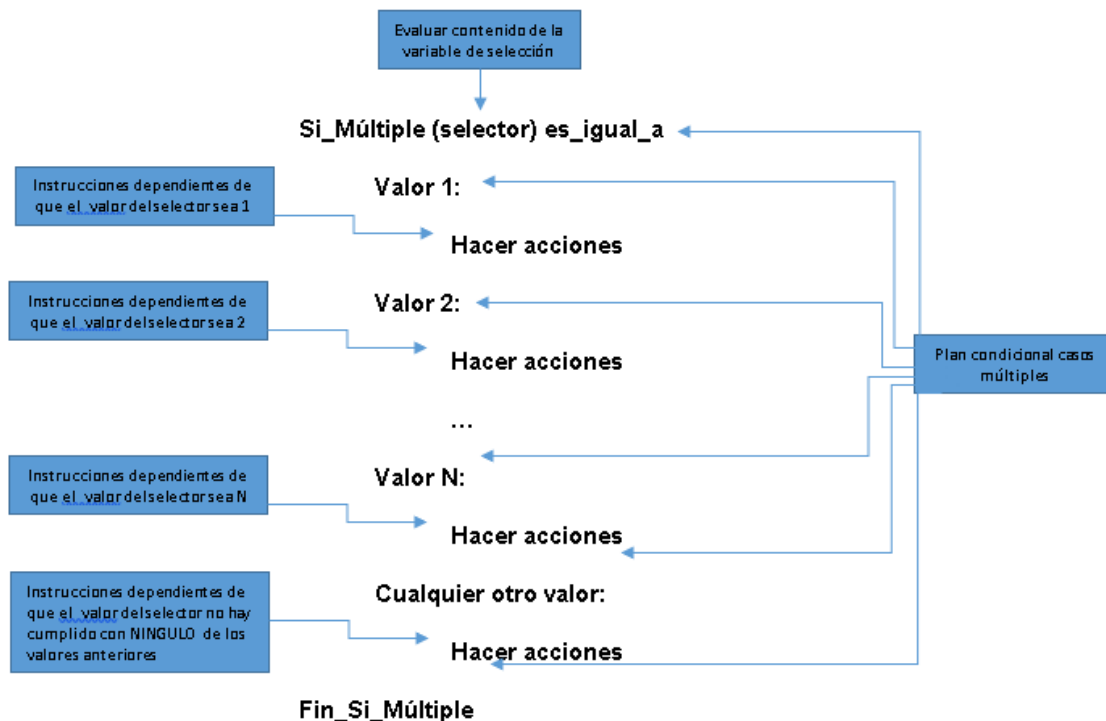 Evaluar contenido de la
variable de selección
Si_Múltiple (selector) es_igual_a
Instrucciones dependientes de
que el valor del selector sea 1
Valor 1:
Hacer acciones
Instrucciones dependientes de
que el valor del selector sea 2
Valor 2:
Hacer acciones
Plan condicional casos
múltiples
...
Instrucciones dependientes de
que el valor del selector sea N
Valor N:
Hacer acciones
Instrucciones dependientes de
que el valor del selector no hay
cumplido con NINGULO de los
valores anteriores
Cualquier otro valor:
Hacer acciones
Fin_Si_Múltiple